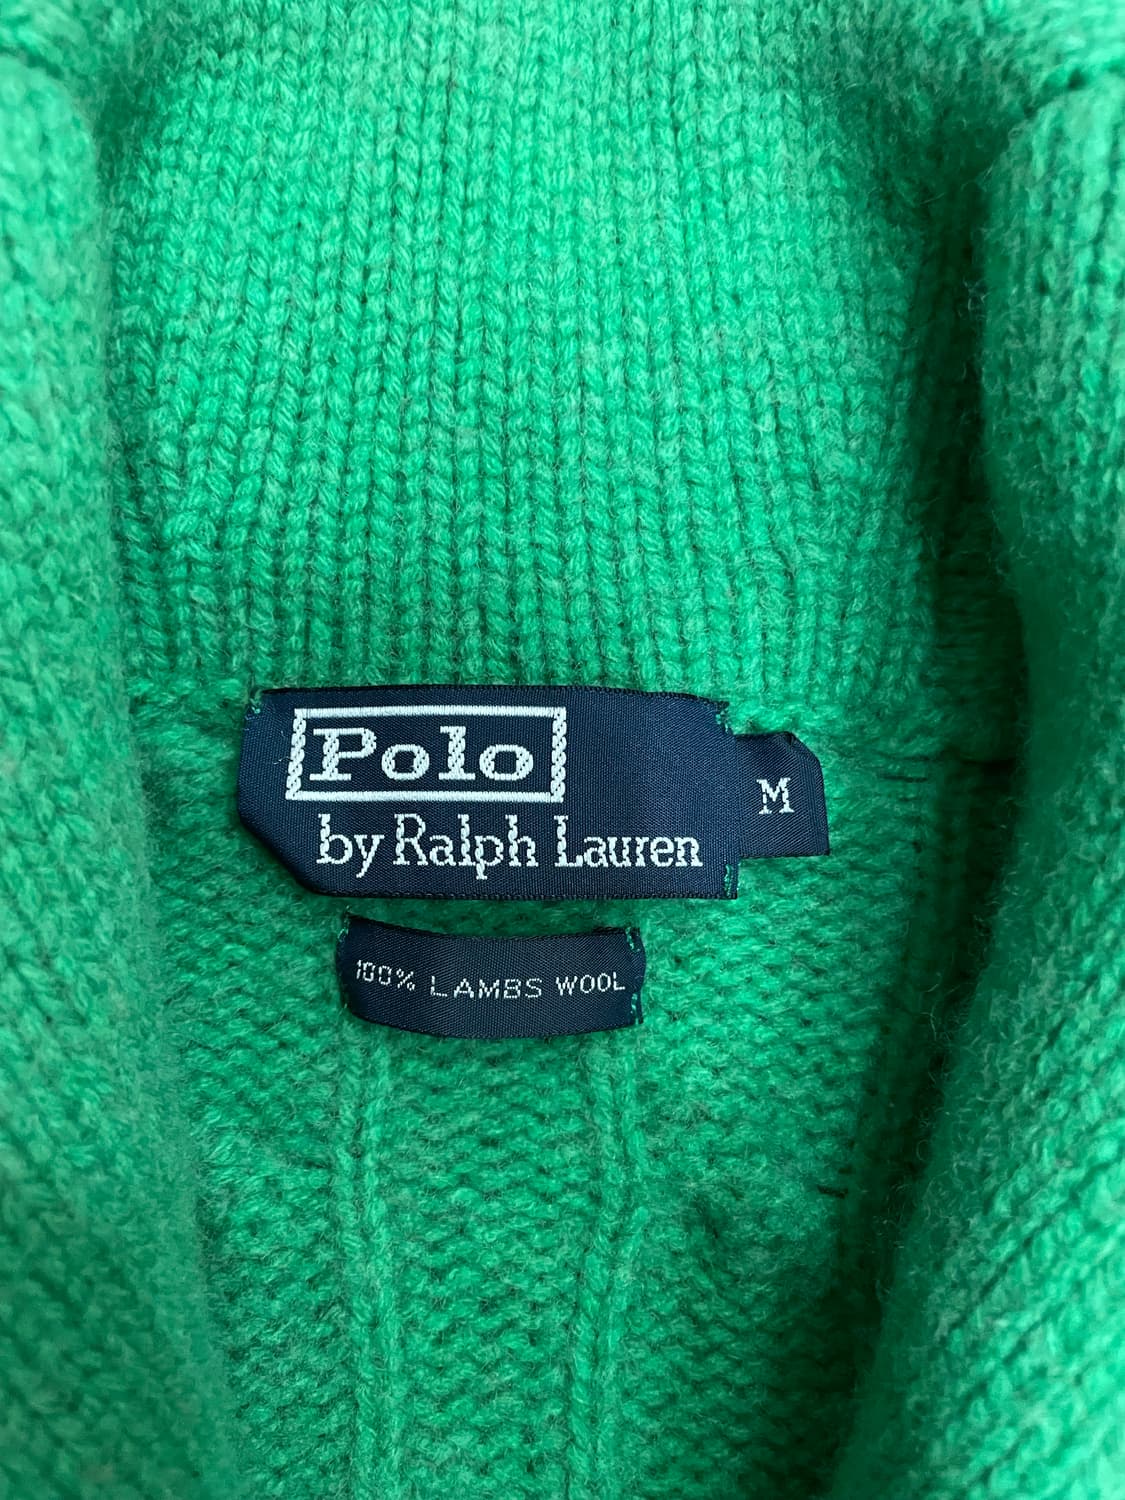 Polo
by Ralph Lauren
M
100% LAMBS WOOL